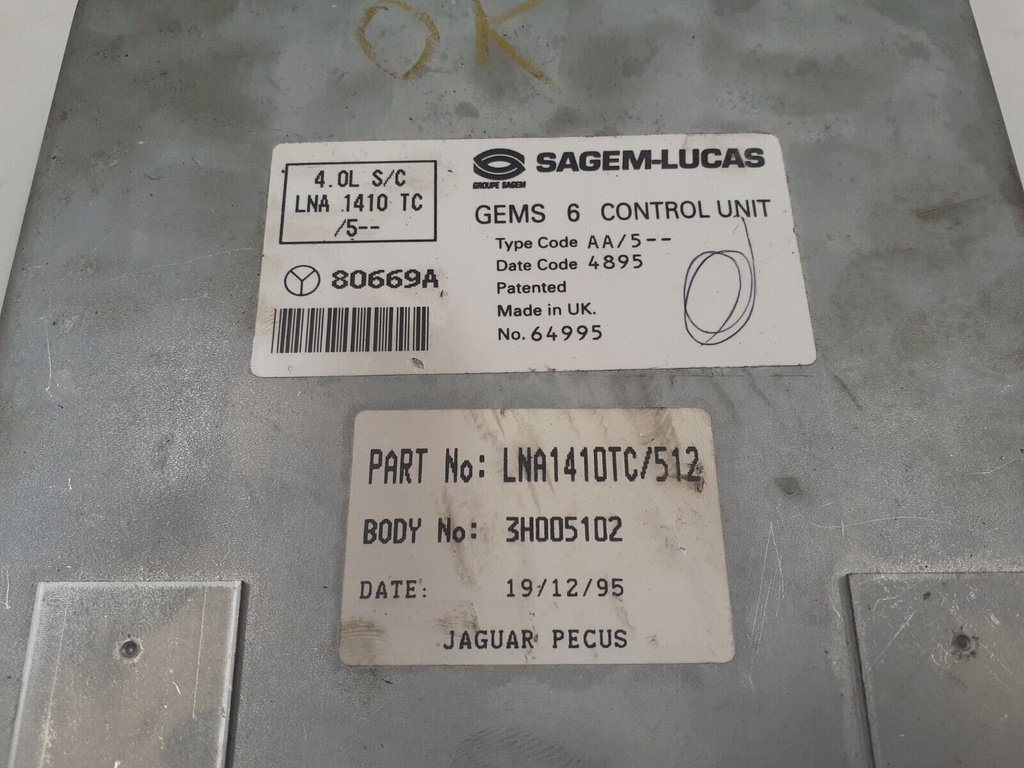 OK
4.0L S/C
LNA 1410 TC
/5--
80669A
GROUPE SAGEM
SAGEM-LUCAS
GEMS 6 CONTROL UNIT
Type Code AA/5--
Date Code 4895
Patented
Made in UK.
No. 64995
PART No: LNA1410TC/512
BODY No: 3H005102
DATE: 19/12/95
JAGUAR PECUS